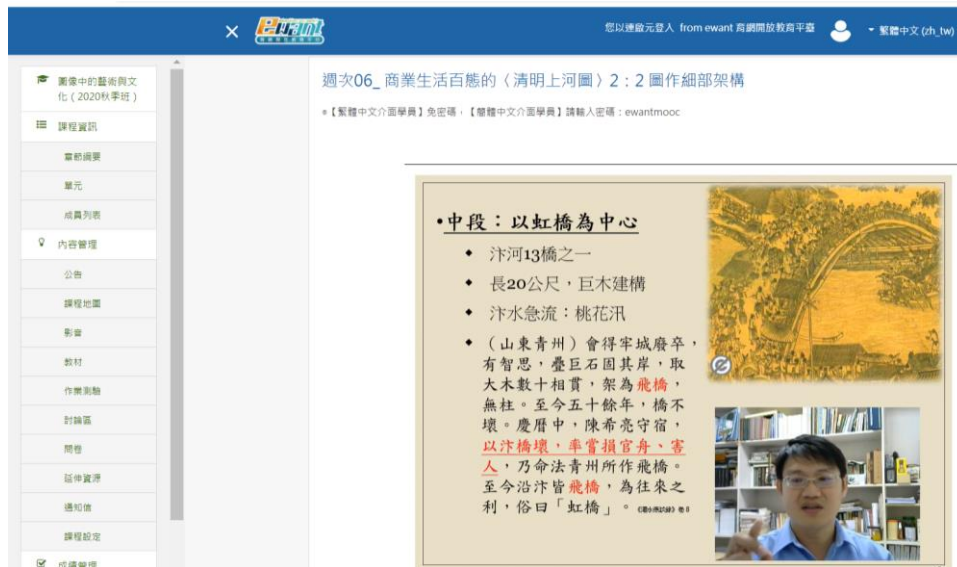 ewant
您以連啟元登入 from ewant 育網開放教育平臺
繁體中文 (zh_tw)
圖像中的藝術與文
化（2020秋季班）
課程資訊
章節綱要
單元
成員列表
內容管理
公告
課程地圖
影音
教材
作業測驗
討論區
問卷
延伸資源
通知信
課程設定
成績管理
週次06_ 商業生活百態的〈清明上河圖〉2：2 圖作細部架構
※【繁體中文介面學員】免密碼，【簡體中文介面學員】請輸入密碼：ewantmooc
•中段：以虹橋為中心
◆ 汴河13橋之一
◆ 長20公尺，巨木建構
◆ 汴水急流：桃花汛
◆ （山東青州）會得牢城廢卒，
有智思，疊巨石固其岸，取
大木數十相貫，架為飛橋，
無柱。至今五十餘年，橋不
壞。慶曆中，陳希亮守宿，
以汴橋壞，率嘗損官舟、害
人，乃命法青州所作飛橋。
至今沿汴皆飛橋，為往來之
利，俗曰「虹橋」。